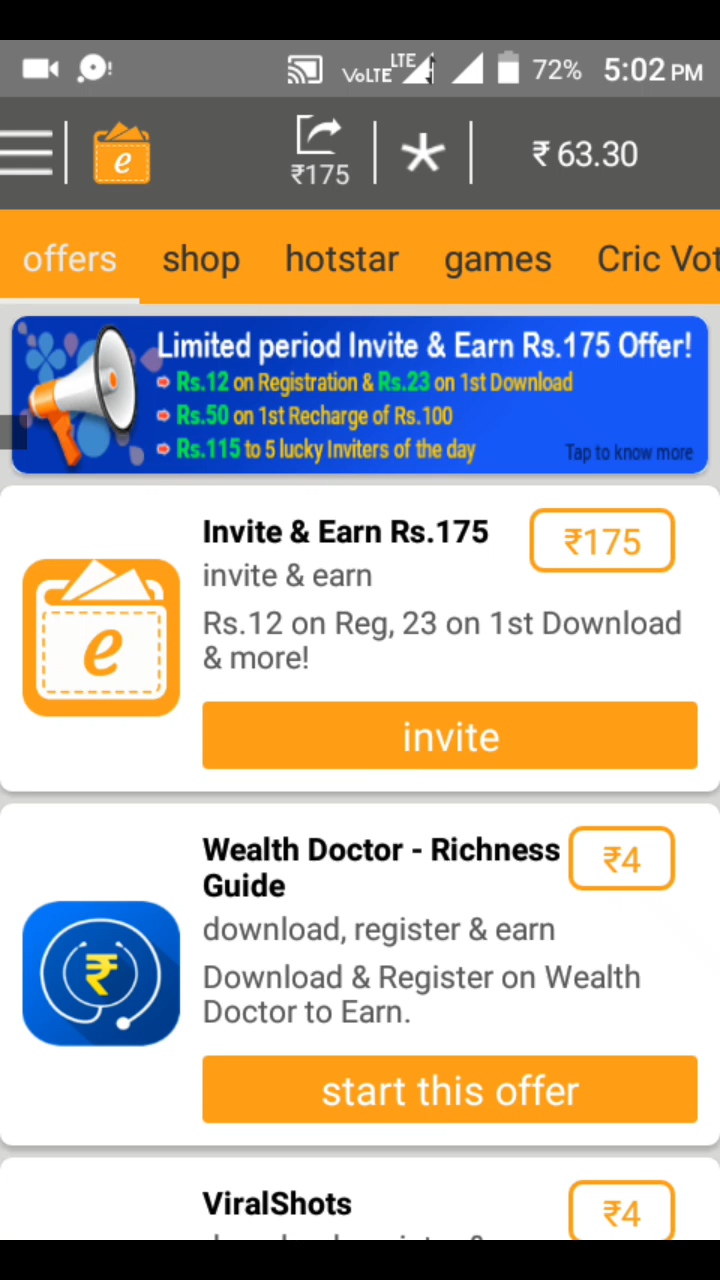 VoLTE LTE 72% 5:02 PM
e ₹175 ₹ 63.30
offers shop hotstar games Cric Vot
Limited period Invite & Earn Rs.175 Offer!
Rs.12 on Registration & Rs.23 on 1st Download
Rs.50 on 1st Recharge of Rs.100
Rs.115 to 5 lucky Inviters of the day
Tap to know more
Invite & Earn Rs.175
₹175
invite & earn
e
Rs.12 on Reg, 23 on 1st Download
& more!
invite
Wealth Doctor - Richness
Guide
₹4
download, register & earn
₹
Download & Register on Wealth
Doctor to Earn.
start this offer
ViralShots
₹4